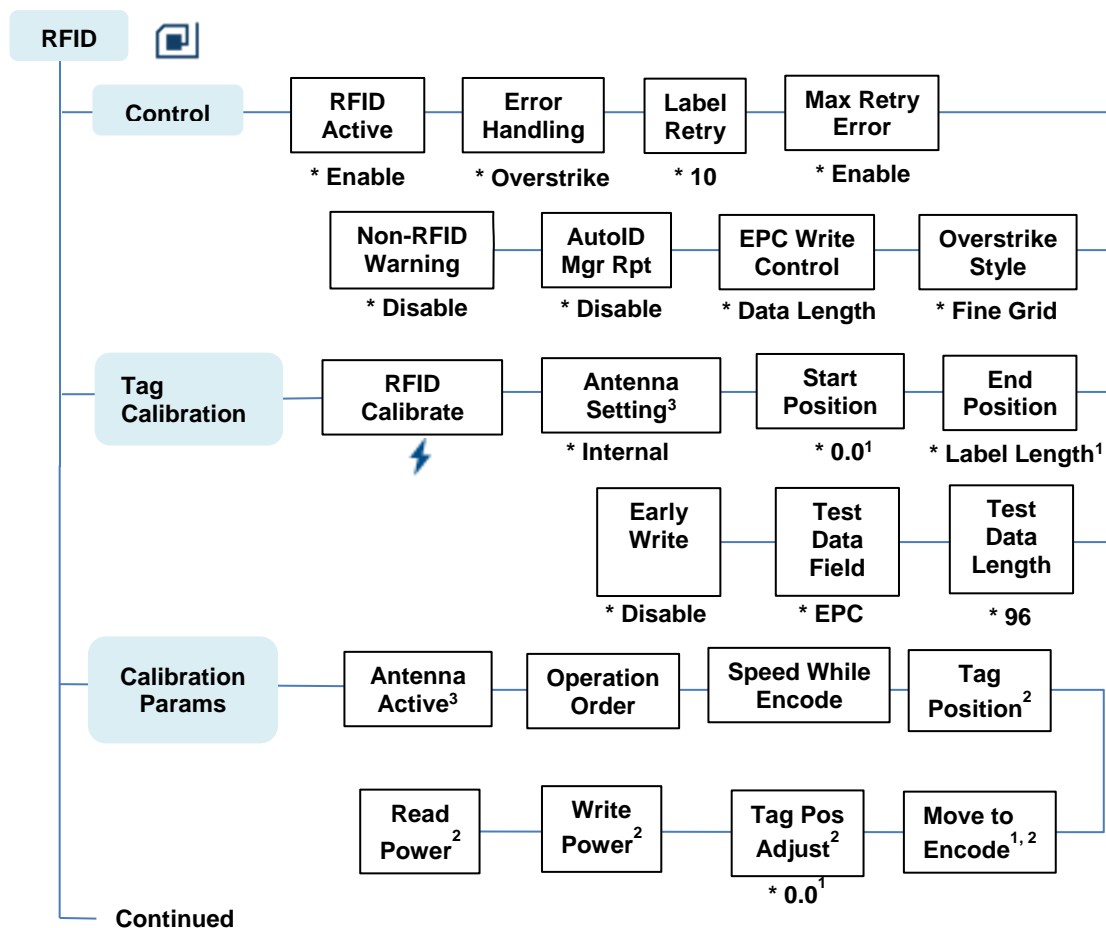 RFID
Control
RFID
Active
* Enable
Error
Handling
* Overstrike
Label
Retry
* 10
Max Retry
Error
* Enable
Non-RFID
Warning
* Disable
AutoID
Mgr Rpt
* Disable
EPC Write
Control
* Data Length
Overstrike
Style
* Fine Grid
Tag
Calibration
RFID
Calibrate
Antenna
Setting³
* Internal
Start
Position
* 0.0¹
End
Position
* Label Length¹
Early
Write
* Disable
Test
Data
Field
* EPC
Test
Data
Length
* 96
Calibration
Params
Antenna
Active³
Operation
Order
Speed While
Encode
Tag
Position²
Read
Power²
Write
Power²
Tag Pos
Adjust²
* 0.0¹
Move to
Encode¹, ²
Continued